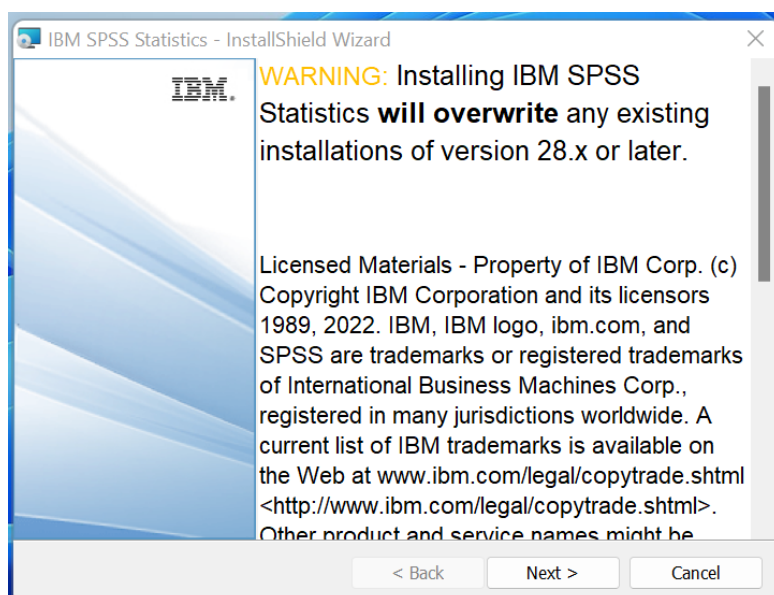 IBM SPSS Statistics - InstallShield Wizard
IBM.
WARNING: Installing IBM SPSS
Statistics will overwrite any existing
installations of version 28.x or later.
Licensed Materials - Property of IBM Corp. (c)
Copyright IBM Corporation and its licensors
1989, 2022. IBM, IBM logo, ibm.com, and
SPSS are trademarks or registered trademarks
of International Business Machines Corp.,
registered in many jurisdictions worldwide. A
current list of IBM trademarks is available on
the Web at www.ibm.com/legal/copytrade.shtml
<http://www.ibm.com/legal/copytrade.shtml>.
Other product and service names might be
< Back
Next >
Cancel